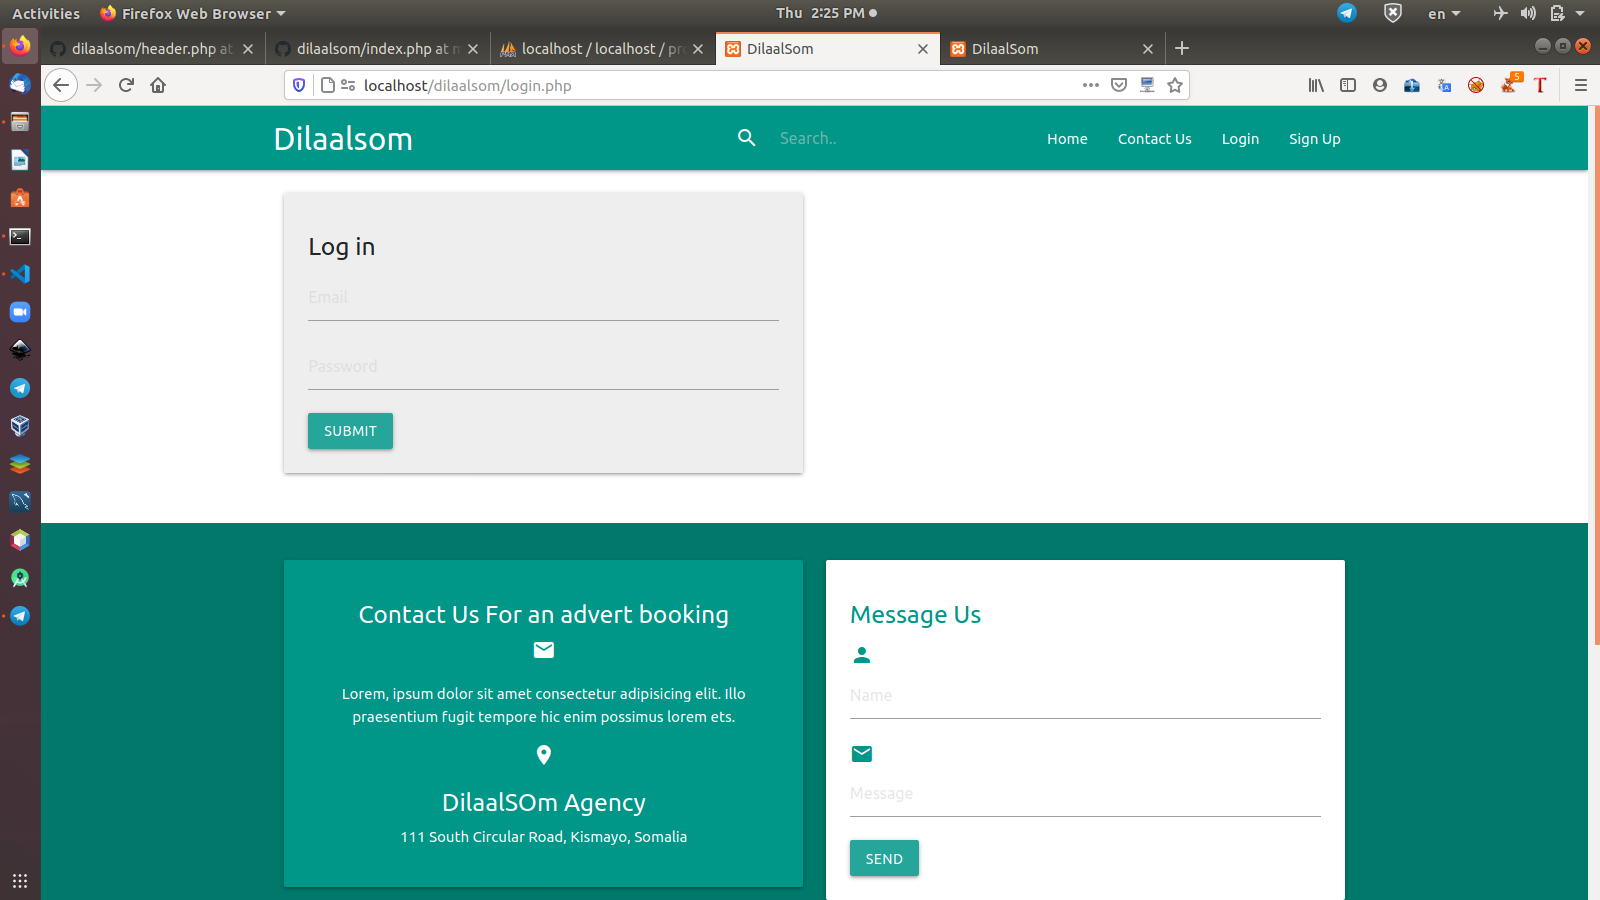 Activities Firefox Web Browser Thu 2:25 PM en
dilaalsom/header.php at dilaalsom/index.php at m localhost / localhost / pr DilaalSom DilaalSom
localhost/dilaalsom/login.php 5
Dilaalsom Search.. Home Contact Us Login Sign Up
Log in
Email
Password
SUBMIT
Contact Us For an advert booking
Lorem, ipsum dolor sit amet consectetur adipisicing elit. Illo
praesentium fugit tempore hic enim possimus lorem ets.
DilaalSOm Agency
111 South Circular Road, Kismayo, Somalia
Message Us
Name
Message
SEND